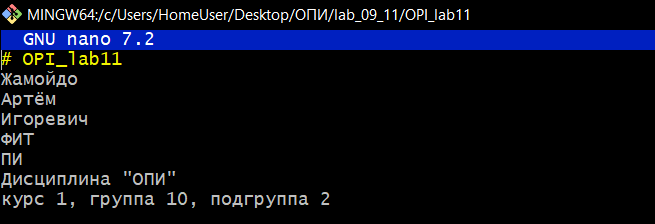 MINGW64:/c/Users/HomeUser/Desktop/ОПИ/lab_09_11/OPI_lab11
GNU nano 7.2
# OPI_lab11
Жамойдо
Артём
Игоревич
ФИТ
ПИ
Дисциплина "ОПИ"
курс 1, группа 10, подгруппа 2